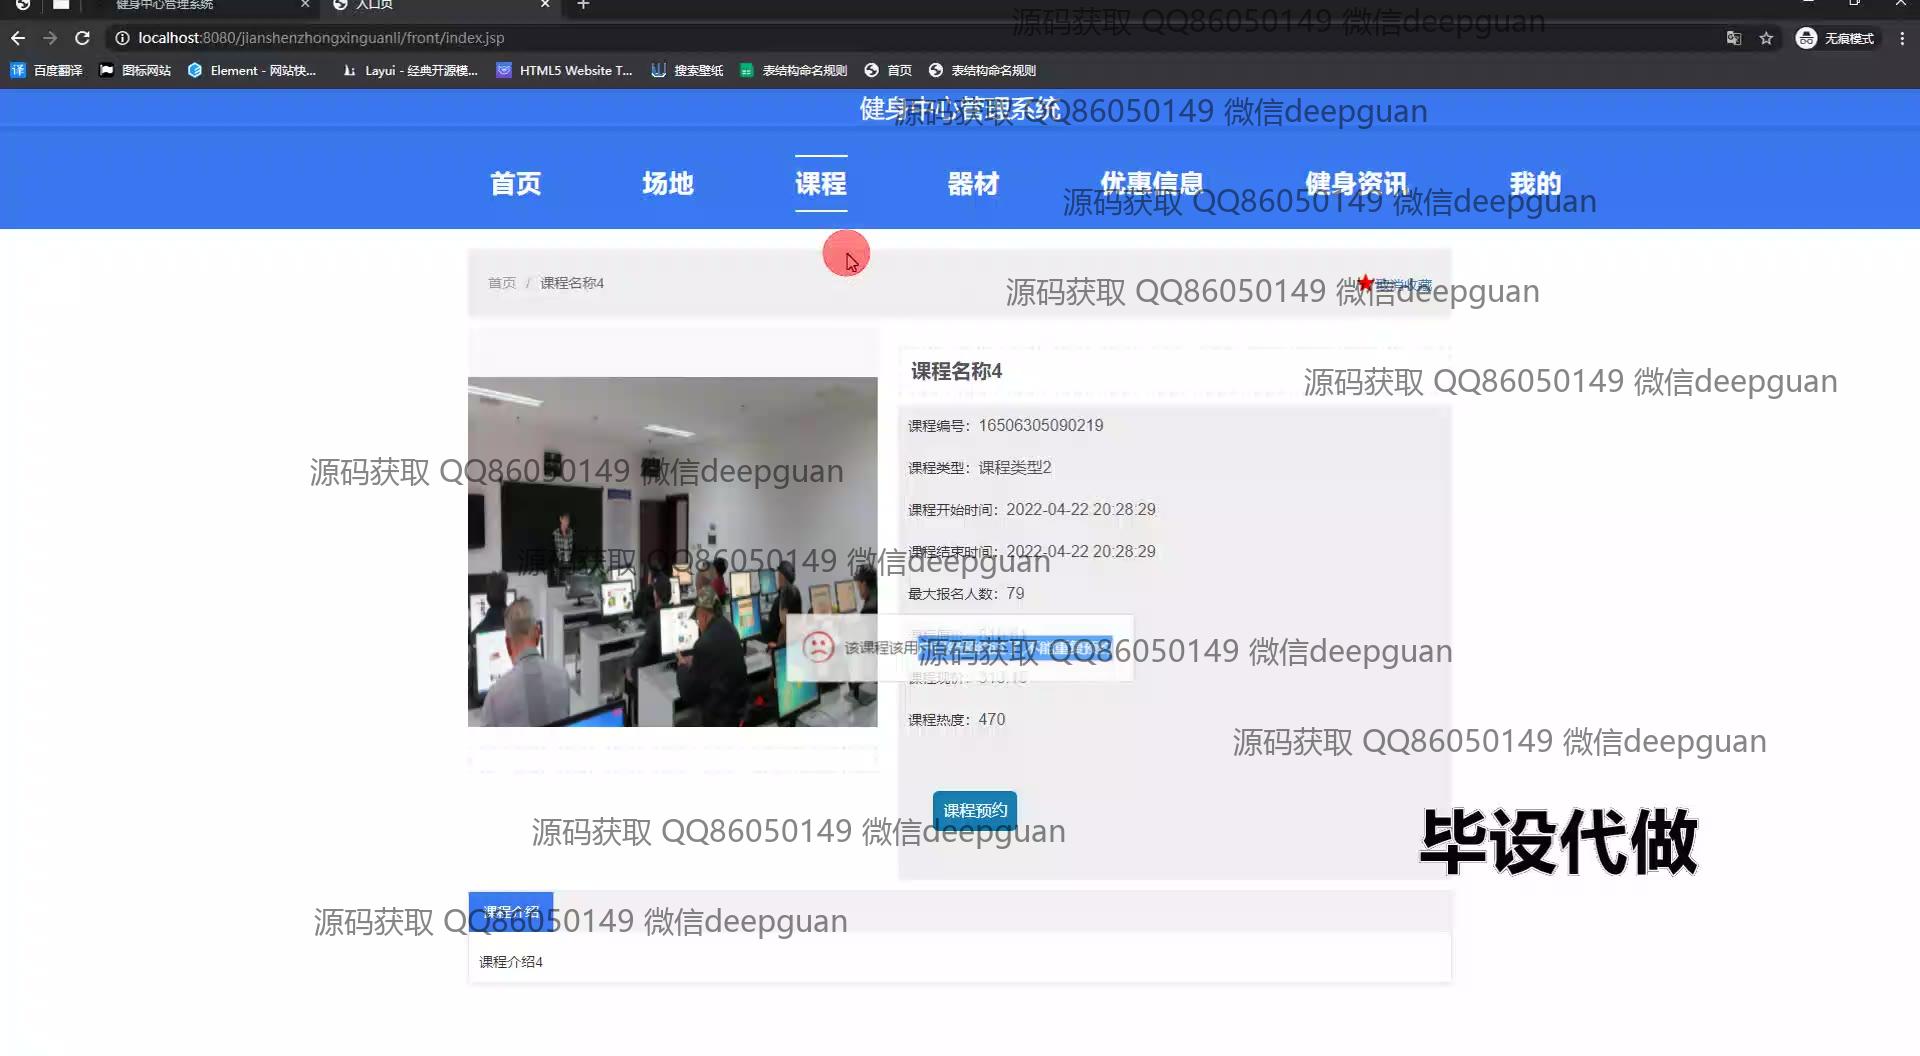 健身中心管理系统
入口页
源码获取 QQ86050149 微信deepguan
localhost:8080/jianshenzhongxinguanli/front/index.jsp
无痕模式
百度翻译
图标网站
Element - 网站快...
Layui - 经典开源模...
HTML5 Website T...
搜索壁纸
表结构命名规则
首页
表结构命名规则
健身中心管理系统
源码获取 QQ86050149 微信deepguan
首页 场地 课程 器材 优惠信息 健身资讯 我的
源码获取 QQ86050149 微信deepguan
首页 / 课程名称4
取消收藏
源码获取 QQ86050149 微信deepguan
课程名称4
源码获取 QQ86050149 微信deepguan
课程编号：16506305090219
课程类型：课程类型2
源码获取 QQ86050149 微信deepguan
课程开始时间：2022-04-22 20:28:29
课程结束时间：2022-04-22 20:28:29
源码获取 QQ86050149 微信deepguan
最大报名人数：79
该课程该用
源码获取 QQ86050149 微信deepguan
课程现价：
课程热度：470
源码获取 QQ86050149 微信deepguan
课程预约
源码获取 QQ86050149 微信deepguan
毕设代做
课程介绍
源码获取 QQ86050149 微信deepguan
课程介绍4